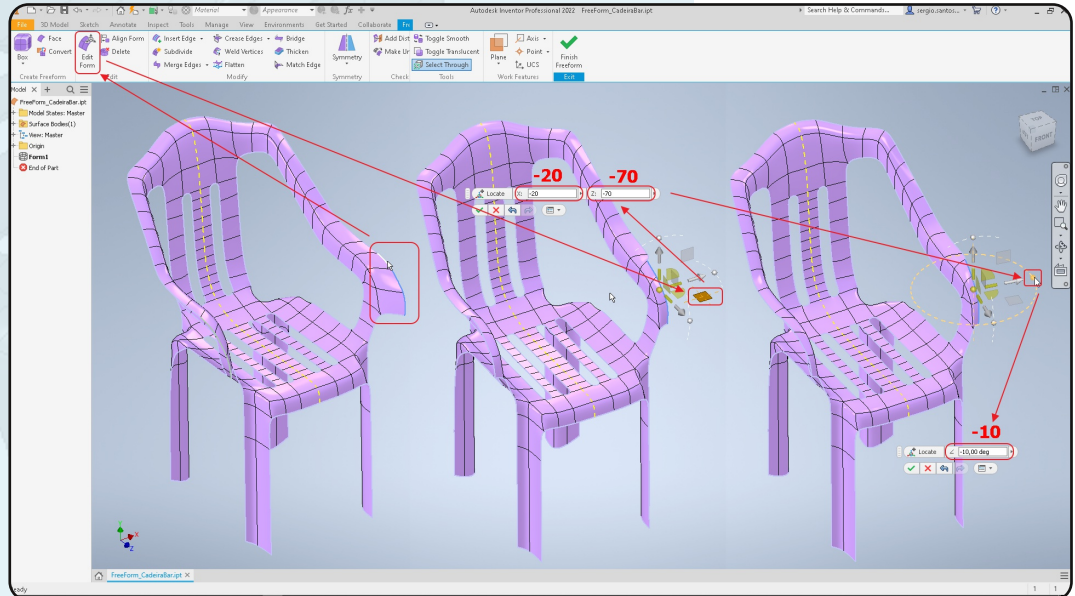 Material
Appearance
Autodesk Inventor Professional 2022 FreeForm_CadeiraBar.ipt
Search Help & Commands...
sergio.santos...
File 3D Model Sketch Annotate Inspect Tools Manage View Environments Get Started Collaborate
Face
Convert
Box
Create Freeform
Edit
Form
Align Form
Delete
Insert Edge
Subdivide
Merge Edges
Crease Edges
Weld Vertices
Flatten
Bridge
Thicken
Match Edge
Modify
Symmetry
Symmetry
Add Dist
Make Ur
Check
Toggle Smooth
Toggle Translucent
Select Through
Tools
Plane
Axis
Point
UCS
Work Features
Finish
Freeform
Exit
Model × +
FreeForm_CadeiraBar.ipt
Model States: Master
Surface Bodies(1)
View: Master
Origin
Form1
End of Part
TOP
FRONT
-20 -70
Locate X: -20 Z: -70
-10
Locate -10,00 deg
Y
X
Z
FreeForm_CadeiraBar.ipt ×
1 1